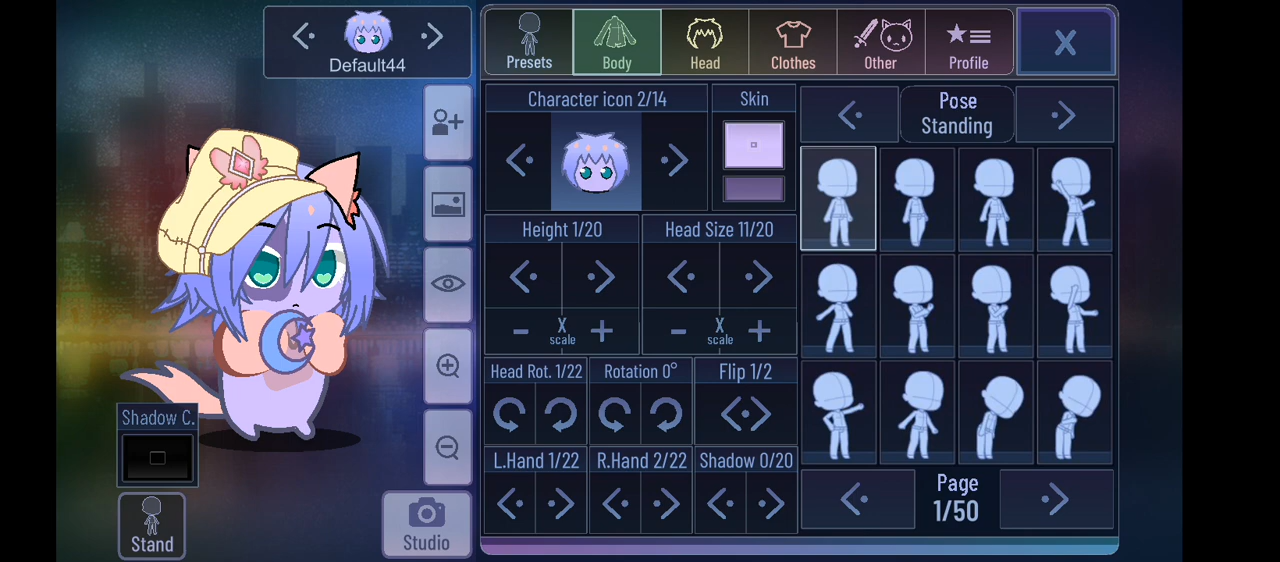 Default44
Presets
Body
Head
Clothes
Other
Profile
X
Character icon 2/14
Skin
Pose
Standing
Height 1/20
Head Size 11/20
X
scale
X
scale
Head Rot. 1/22
Rotation 0°
Flip 1/2
L.Hand 1/22
R.Hand 2/22
Shadow 0/20
Page
1/50
Shadow C.
Stand
Studio